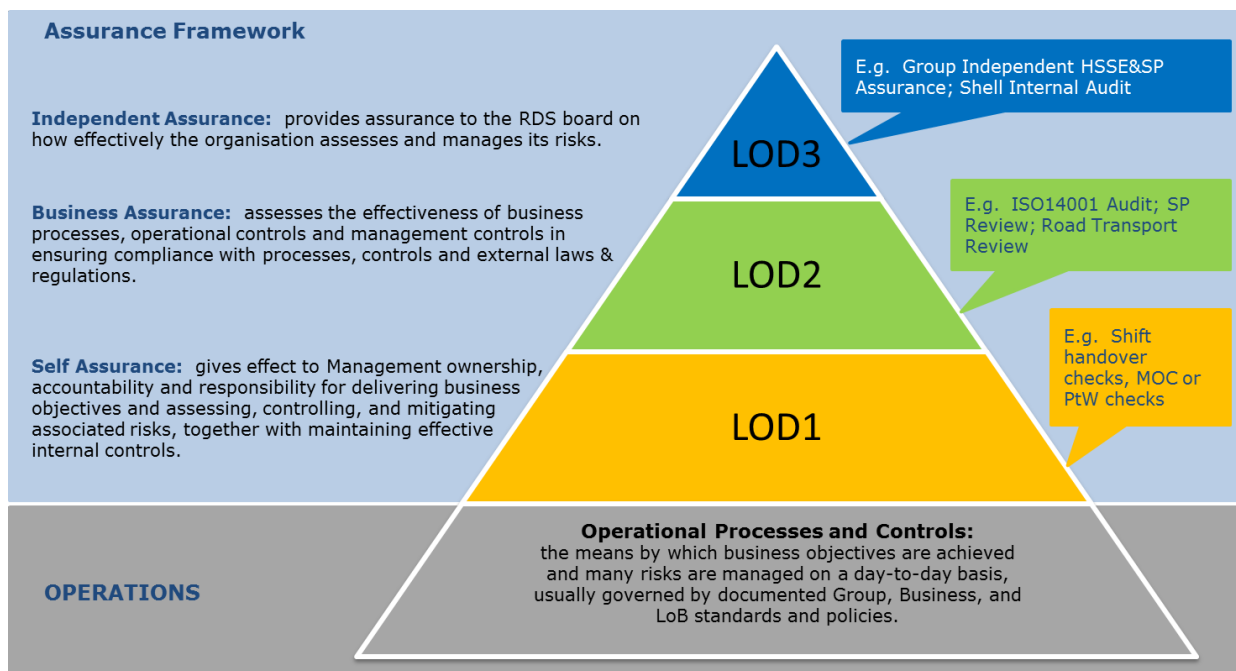 Assurance Framework
Independent Assurance:  provides assurance to the RDS board on
how effectively the organisation assesses and manages its risks.
Business Assurance:  assesses the effectiveness of business
processes, operational controls and management controls in
ensuring compliance with processes, controls and external laws &
regulations.
Self Assurance:  gives effect to Management ownership,
accountability and responsibility for delivering business
objectives and assessing, controlling, and mitigating
associated risks, together with maintaining effective
internal controls.
LOD3
LOD2
LOD1
E.g.  Group Independent HSSE&SP
Assurance; Shell Internal Audit
E.g.  ISO14001 Audit; SP
Review; Road Transport
Review
E.g.  Shift
handover
checks, MOC or
PtW checks
OPERATIONS
Operational Processes and Controls:
the means by which business objectives are achieved
and many risks are managed on a day-to-day basis,
usually governed by documented Group, Business, and
LoB standards and policies.